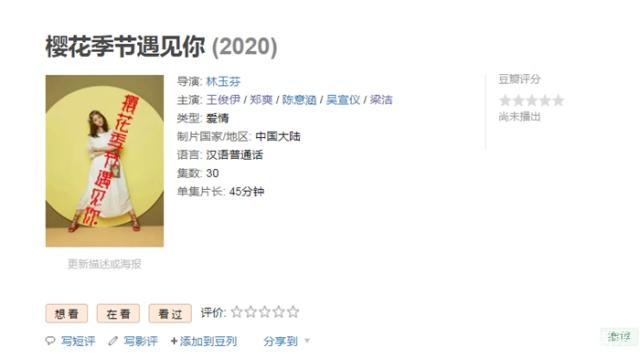 樱花季节遇见你 (2020)
樱花季节遇见你
导演: 林玉芬
主演: 王俊伊 / 郑爽 / 陈意涵 / 吴宣仪 / 梁洁
类型: 爱情
制片国家/地区: 中国大陆
语言: 汉语普通话
集数: 30
单集片长: 45分钟
豆瓣评分
尚未播出
更新描述或海报
想看 在看 看过 评价:
写短评 写影评 添加到豆列 分享到